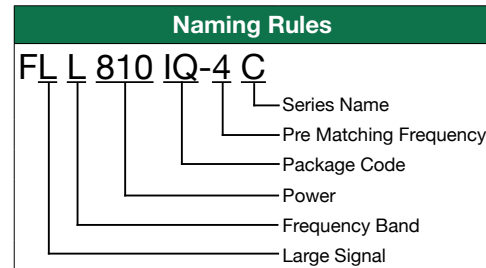 Naming Rules
FL L 810 IQ-4 C
Series Name
Pre Matching Frequency
Package Code
Power
Frequency Band
Large Signal